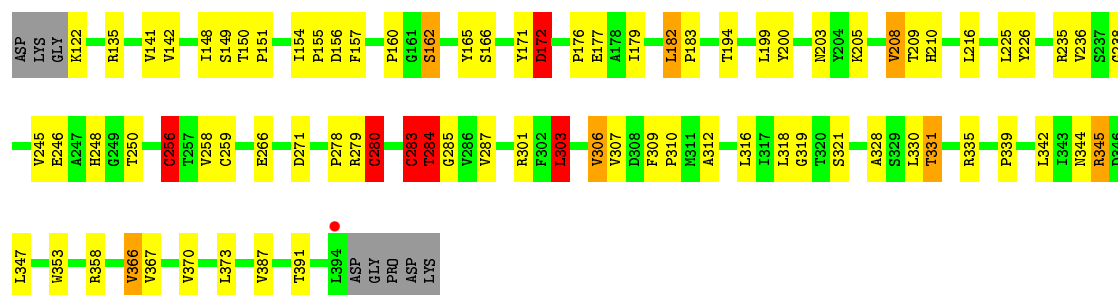 ASP LYS GLY K122 R135 V141 V142 I148 S149 T150 P151 I154 P155 D156 F157 P160 G161 S162 Y165 S166 Y171 D172 P176 E177 A178 I179 L182 P183 T194 L199 Y200 N203 Y204 K205 V208 T209 H210 L216 L225 Y226 R235 V236 S237
V245 E246 A247 H248 G249 T250 C256 T257 V258 C259 E266 D271 P278 R279 C280 C283 T284 G285 V286 V287 R301 F302 L303 V306 V307 D308 F309 P310 M311 A312 L316 I317 L318 G319 T320 S321 A328 S329 L330 T331 R335 P339 L342 I343 N344 R345
L347 W353 R358 V366 V367 V370 L373 V387 T391 L394 ASP GLY PRO ASP LYS